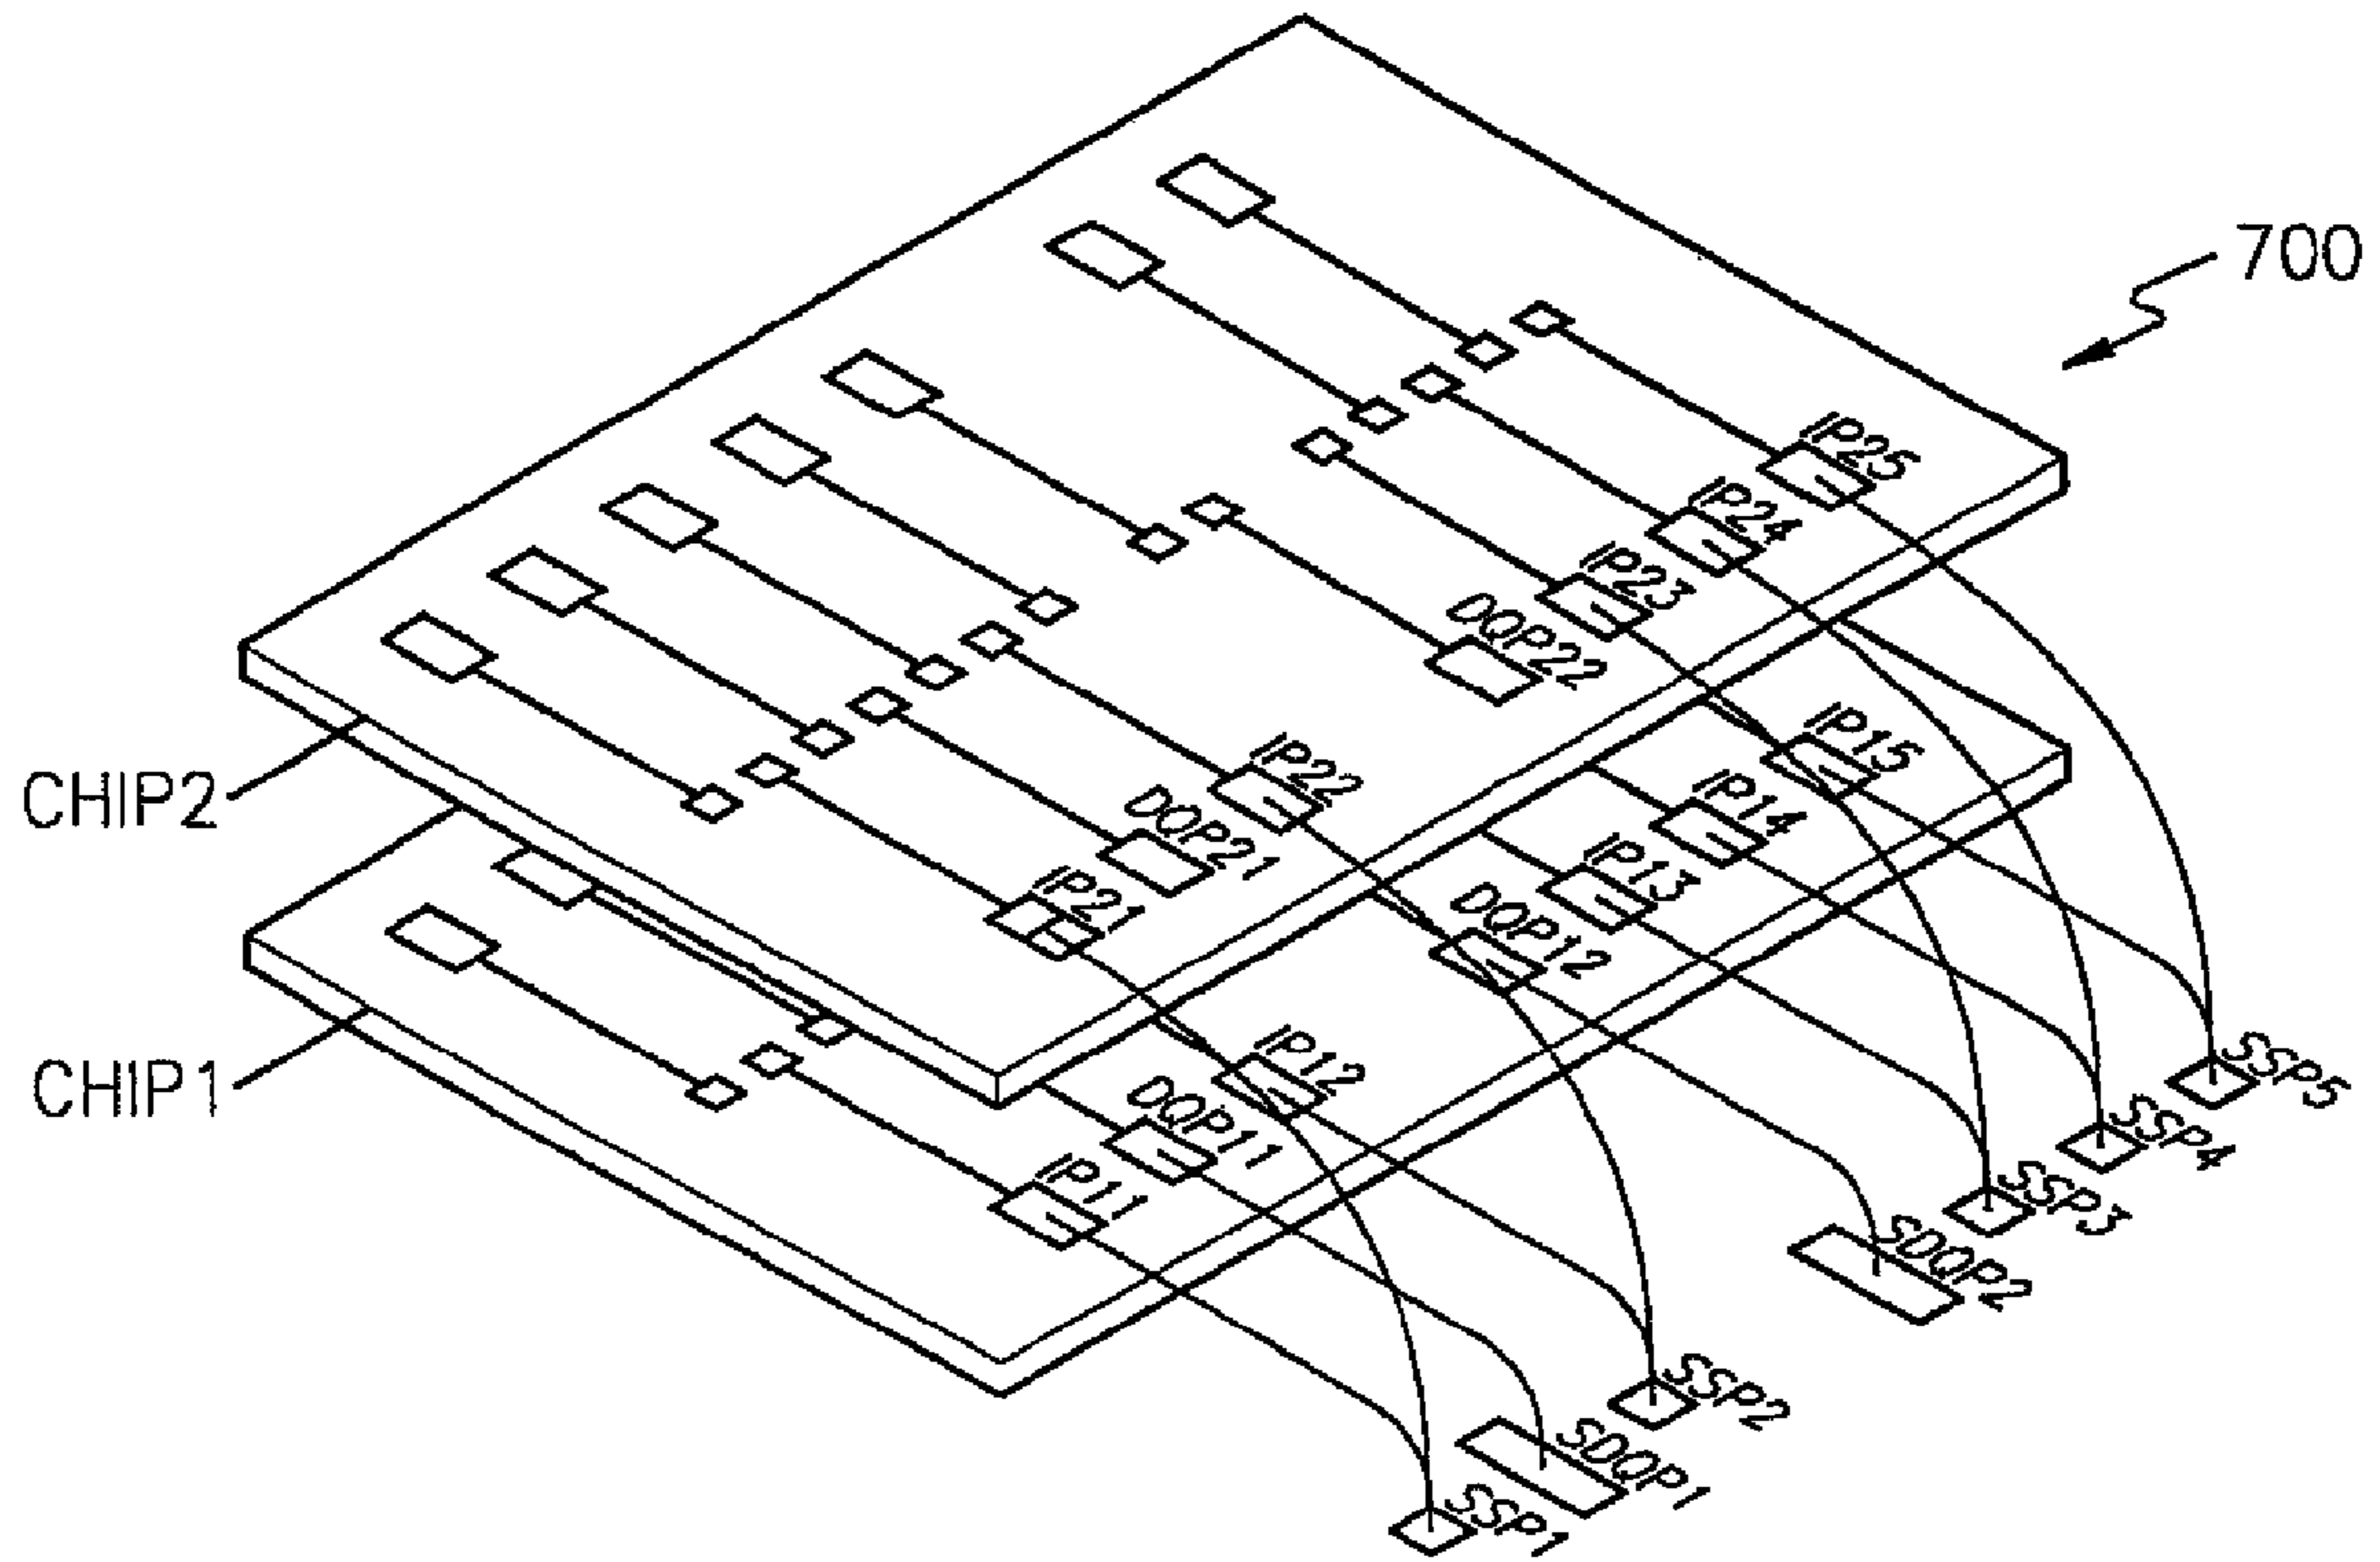 700
IP25
IP24
IP23
DQP22
IP22
DQP21
IP21
CHIP2
IP15
IP14
IP13
DQP12
IP12
DQP11
IP11
CHIP1
SSP5
SSP4
SSP3
SDQP2
SSP2
SDQP1
SSP1